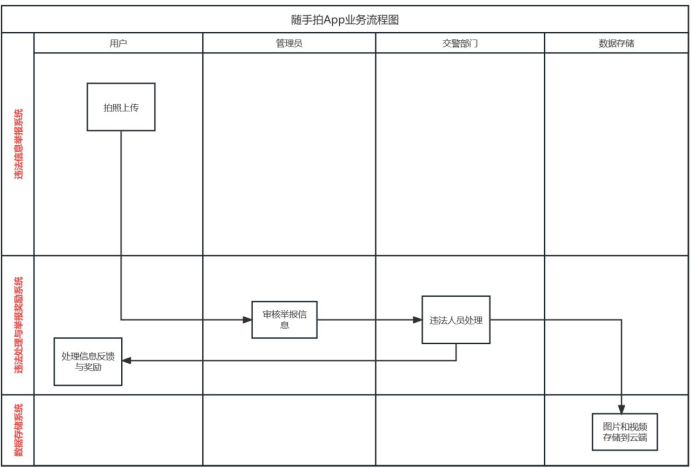 随手拍App业务流程图
用户
管理员
交警部门
数据存储
违法信息举报系统
拍照上传
违法处理与举报奖励系统
审核举报信
息
违法人员处理
处理信息反馈
与奖励
数据存储系统
图片和视频
存储到云端